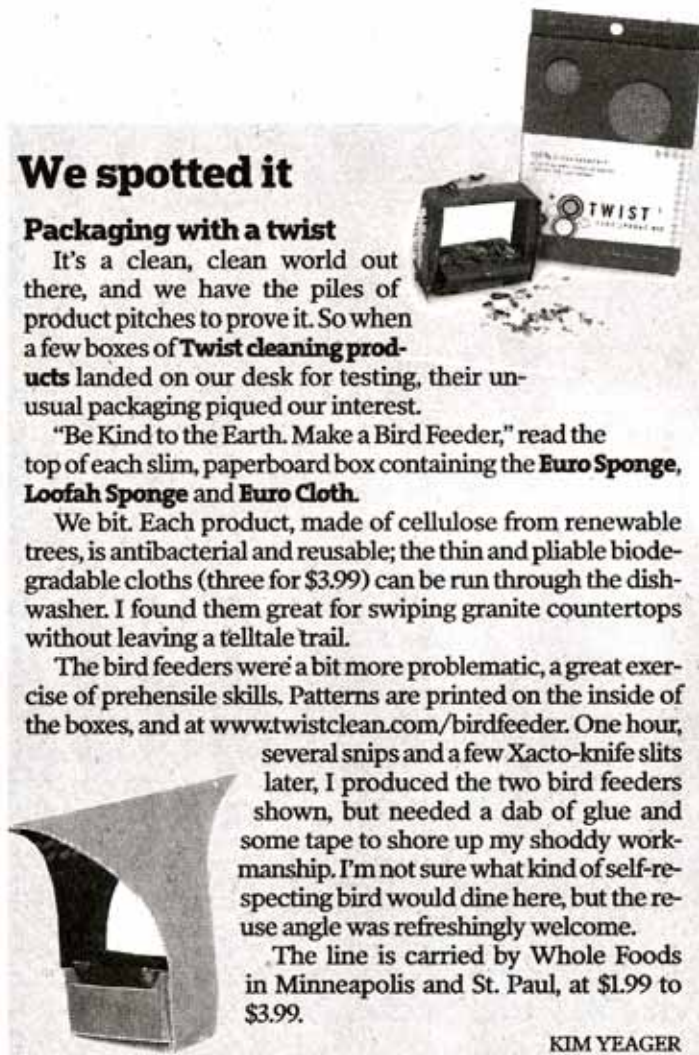 TWIST
We spotted it
Packaging with a twist
It's a clean, clean world out
there, and we have the piles of
product pitches to prove it. So when
a few boxes of Twist cleaning prod-
ucts landed on our desk for testing, their un-
usual packaging piqued our interest.
"Be Kind to the Earth. Make a Bird Feeder," read the
top of each slim, paperboard box containing the Euro Sponge,
Loofah Sponge and Euro Cloth.
We bit. Each product, made of cellulose from renewable
trees, is antibacterial and reusable; the thin and pliable biode-
gradable cloths (three for $3.99) can be run through the dish-
washer. I found them great for swiping granite countertops
without leaving a telltale trail.
The bird feeders were a bit more problematic, a great exer-
cise of prehensile skills. Patterns are printed on the inside of
the boxes, and at www.twistclean.com/birdfeeder. One hour,
several snips and a few Xacto-knife slits
later, I produced the two bird feeders
shown, but needed a dab of glue and
some tape to shore up my shoddy work-
manship. I'm not sure what kind of self-re-
specting bird would dine here, but the re-
use angle was refreshingly welcome.
The line is carried by Whole Foods
in Minneapolis and St. Paul, at $1.99 to
$3.99.
KIM YEAGER